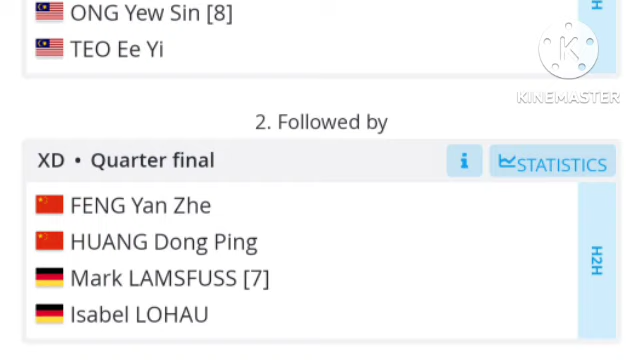 ONG Yew Sin [8]
TEO Ee Yi
K
KINEMASTER
2. Followed by
XD • Quarter final
i
STATISTICS
FENG Yan Zhe
HUANG Dong Ping
Mark LAMSFUSS [7]
Isabel LOHAU
H2H